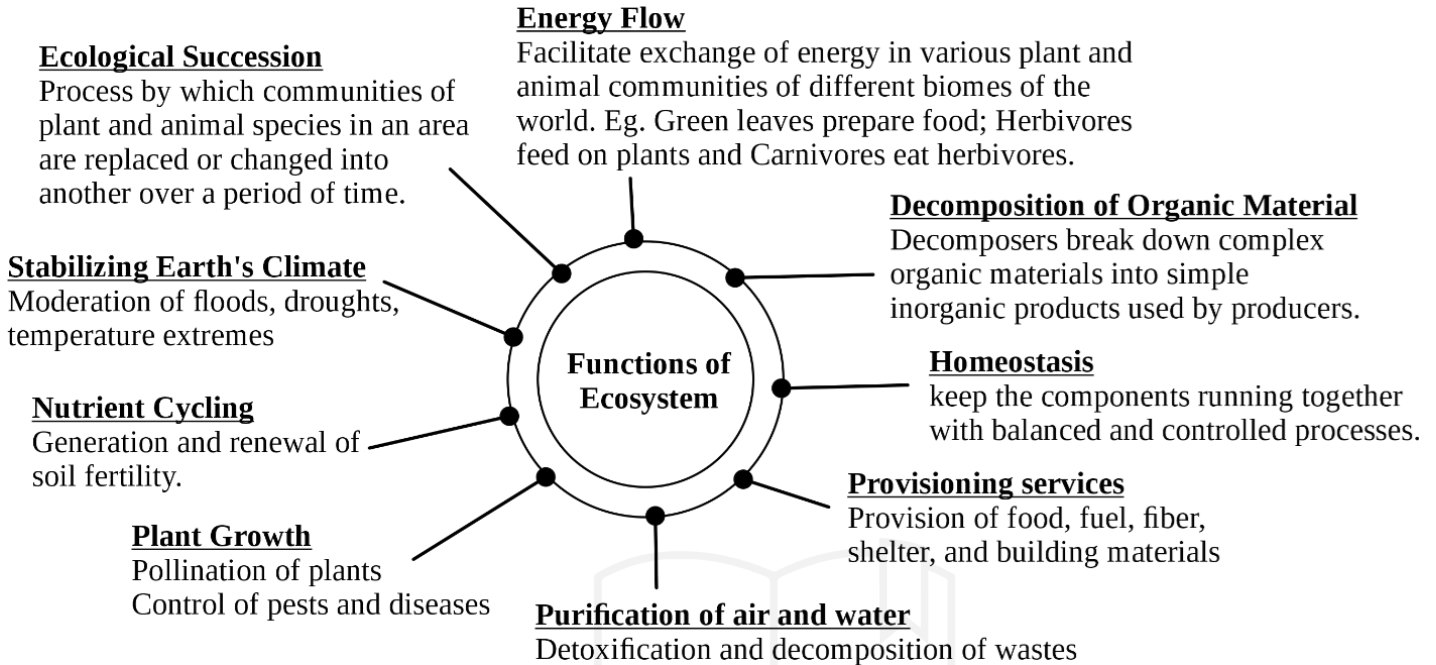 Energy Flow
Facilitate exchange of energy in various plant and
animal communities of different biomes of the
world. Eg. Green leaves prepare food; Herbivores
feed on plants and Carnivores eat herbivores.
Decomposition of Organic Material
Decomposers break down complex
organic materials into simple
inorganic products used by producers.
Homeostasis
keep the components running together
with balanced and controlled processes.
Provisioning services
Provision of food, fuel, fiber,
shelter, and building materials
Purification of air and water
Detoxification and decomposition of wastes
Plant Growth
Pollination of plants
Control of pests and diseases
Nutrient Cycling
Generation and renewal of
soil fertility.
Stabilizing Earth's Climate
Moderation of floods, droughts,
temperature extremes
Ecological Succession
Process by which communities of
plant and animal species in an area
are replaced or changed into
another over a period of time.
Functions of
Ecosystem